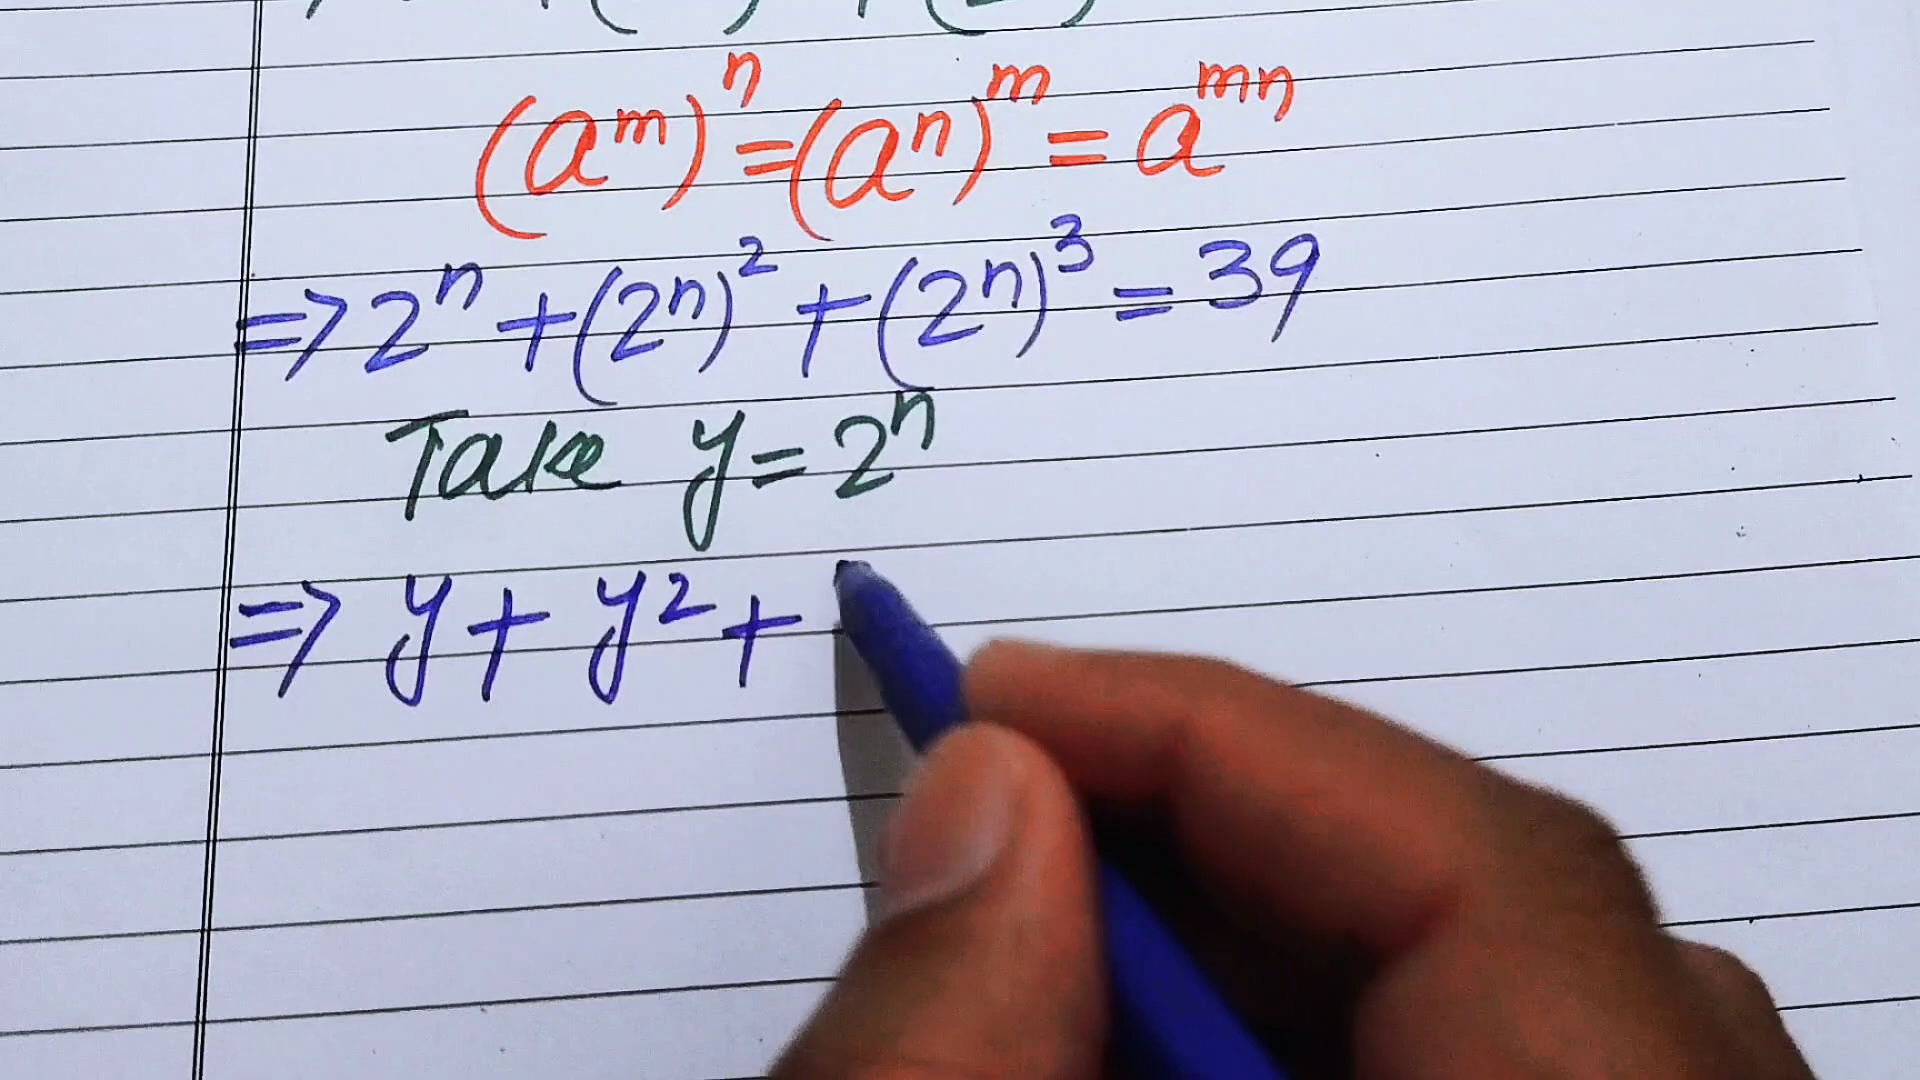 (a^m)^n = (a^n)^m = a^mn
=> 2^n + (2^n)^2 + (2^n)^3 = 39
Take y = 2^n
=> y + y^2 +